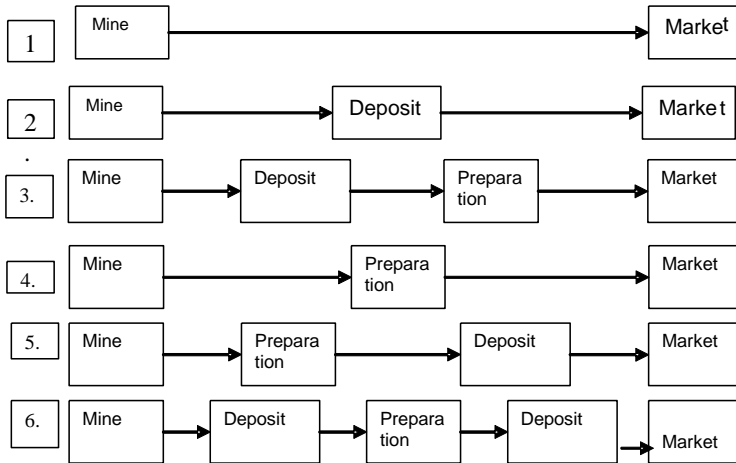 1 Mine Market
2 Mine Deposit Market
.
3. Mine Deposit Prepara
tion Market
4. Mine Prepara
tion Market
5. Mine Prepara
tion Deposit Market
6. Mine Deposit Prepara
tion Deposit Market